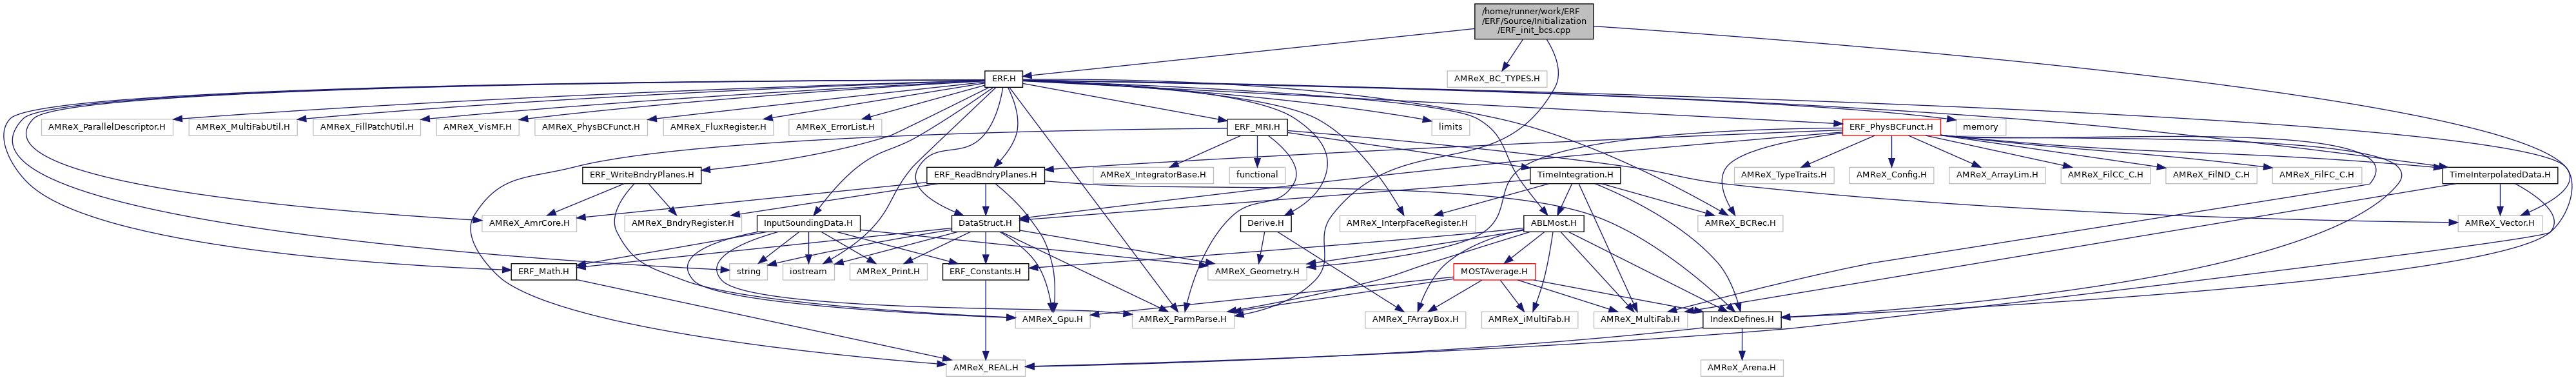 /home/runner/work/ERF
/ERF/Source/Initialization
/ERF_init_bcs.cpp
ERF.H
AMReX_BC_TYPES.H
AMReX_ParallelDescriptor.H
AMReX_MultiFabUtil.H
AMReX_FillPatchUtil.H
AMReX_VisMF.H
AMReX_PhysBCFunct.H
AMReX_FluxRegister.H
AMReX_ErrorList.H
ERF_MRI.H
limits
ERF_PhysBCFunct.H
memory
ERF_WriteBndryPlanes.H
ERF_ReadBndryPlanes.H
AMReX_IntegratorBase.H
functional
TimeIntegration.H
AMReX_TypeTraits.H
AMReX_Config.H
AMReX_ArrayLim.H
AMReX_FilCC_C.H
AMReX_FilND_C.H
AMReX_FilFC_C.H
TimeInterpolatedData.H
AMReX_AmrCore.H
AMReX_BndryRegister.H
InputSoundingData.H
DataStruct.H
Derive.H
AMReX_InterpFaceRegister.H
ABLMost.H
AMReX_BCRec.H
AMReX_Vector.H
ERF_Math.H
string
iostream
AMReX_Print.H
ERF_Constants.H
AMReX_Geometry.H
MOSTAverage.H
AMReX_Gpu.H
AMReX_ParmParse.H
AMReX_FArrayBox.H
AMReX_iMultiFab.H
AMReX_MultiFab.H
IndexDefines.H
AMReX_REAL.H
AMReX_Arena.H